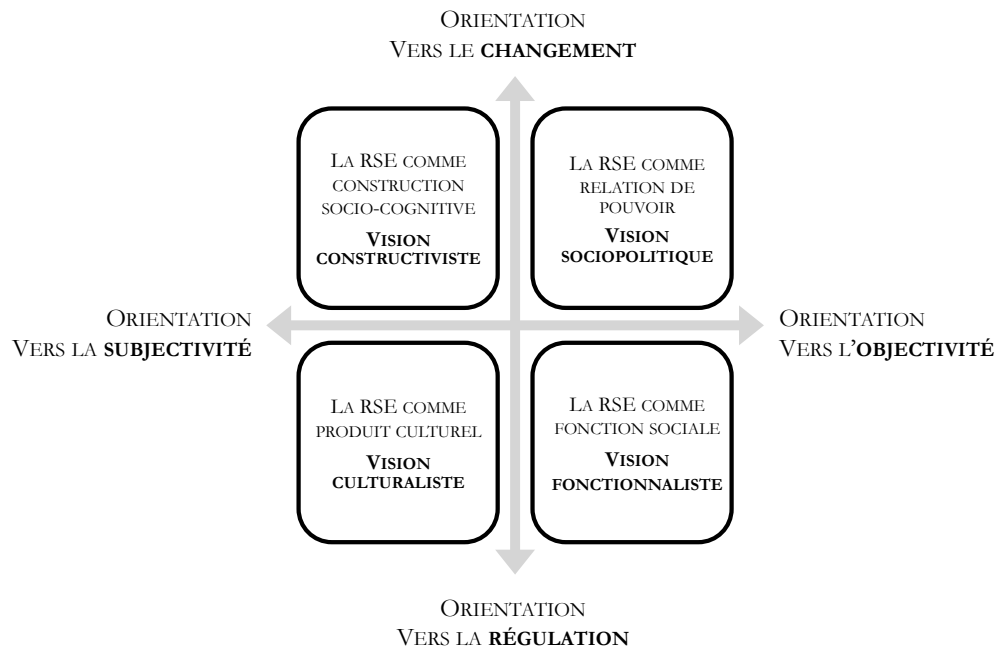 Orientation
Vers le changement
La RSE comme
construction
socio-cognitive
Vision
constructiviste
La RSE comme
relation de
pouvoir
Vision
sociopolitique
Orientation
Vers la subjectivité
Orientation
Vers l'objectivité
La RSE comme
produit culturel
Vision
culturaliste
La RSE comme
fonction sociale
Vision
fonctionnaliste
Orientation
Vers la régulation